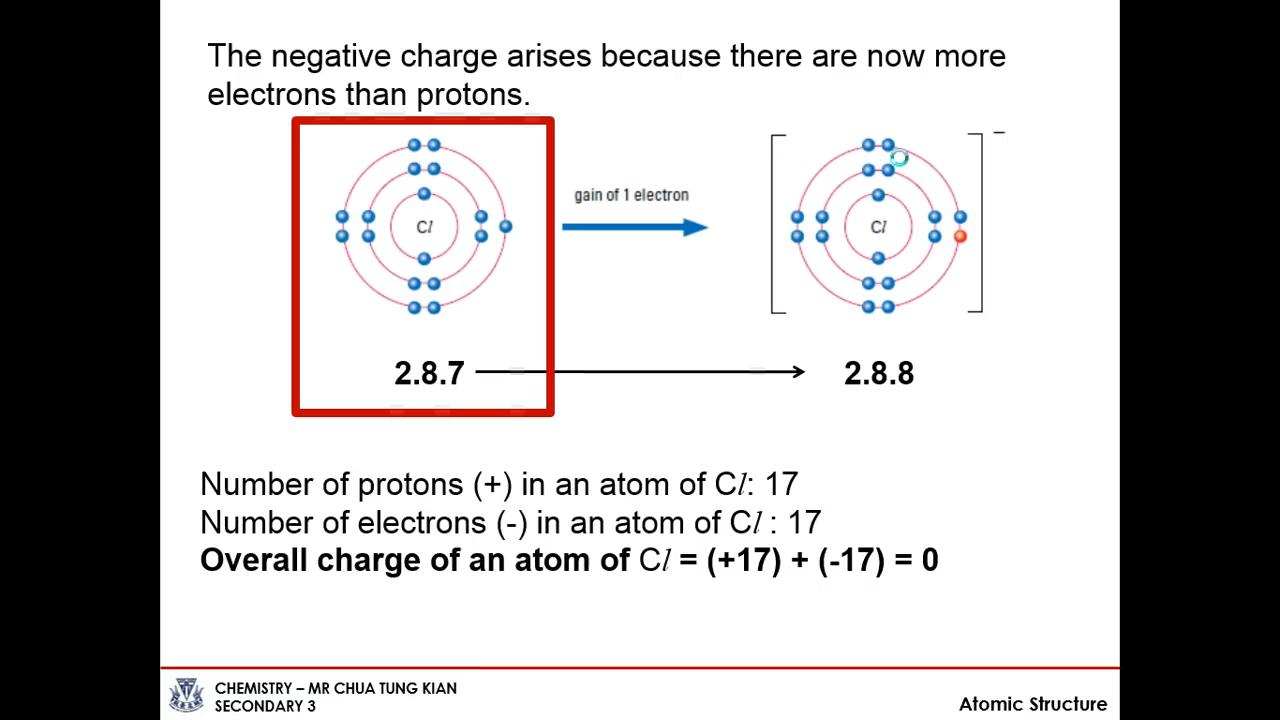 The negative charge arises because there are now more
electrons than protons.
gain of 1 electron
Cl
Cl
−
2.8.7
2.8.8
Number of protons (+) in an atom of Cl: 17
Number of electrons (-) in an atom of Cl : 17
Overall charge of an atom of Cl = (+17) + (-17) = 0
CHEMISTRY – MR CHUA TUNG KIAN
SECONDARY 3
Atomic Structure